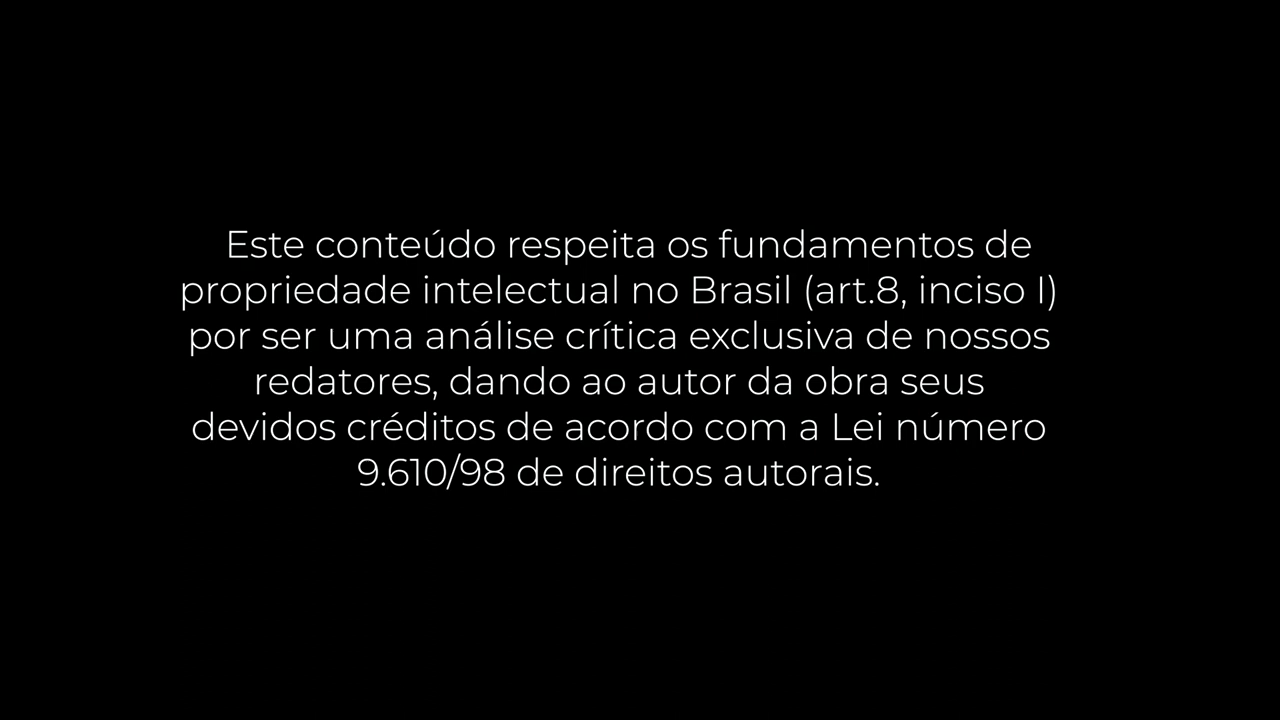 Este conteúdo respeita os fundamentos de
propriedade intelectual no Brasil (art.8, inciso I)
por ser uma análise crítica exclusiva de nossos
redatores, dando ao autor da obra seus
devidos créditos de acordo com a Lei número
9.610/98 de direitos autorais.